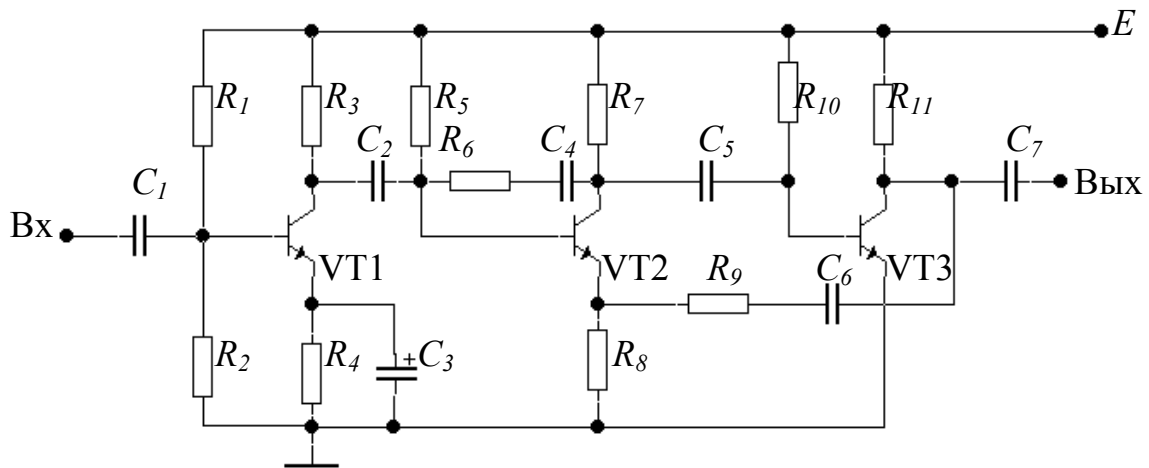 E
R1
R3
R5
R7
R10
R11
C2
R6
C4
C5
C7
C1
Вх
Вых
VT1
VT2
R9
C6
VT3
R2
R4
+
C3
R8